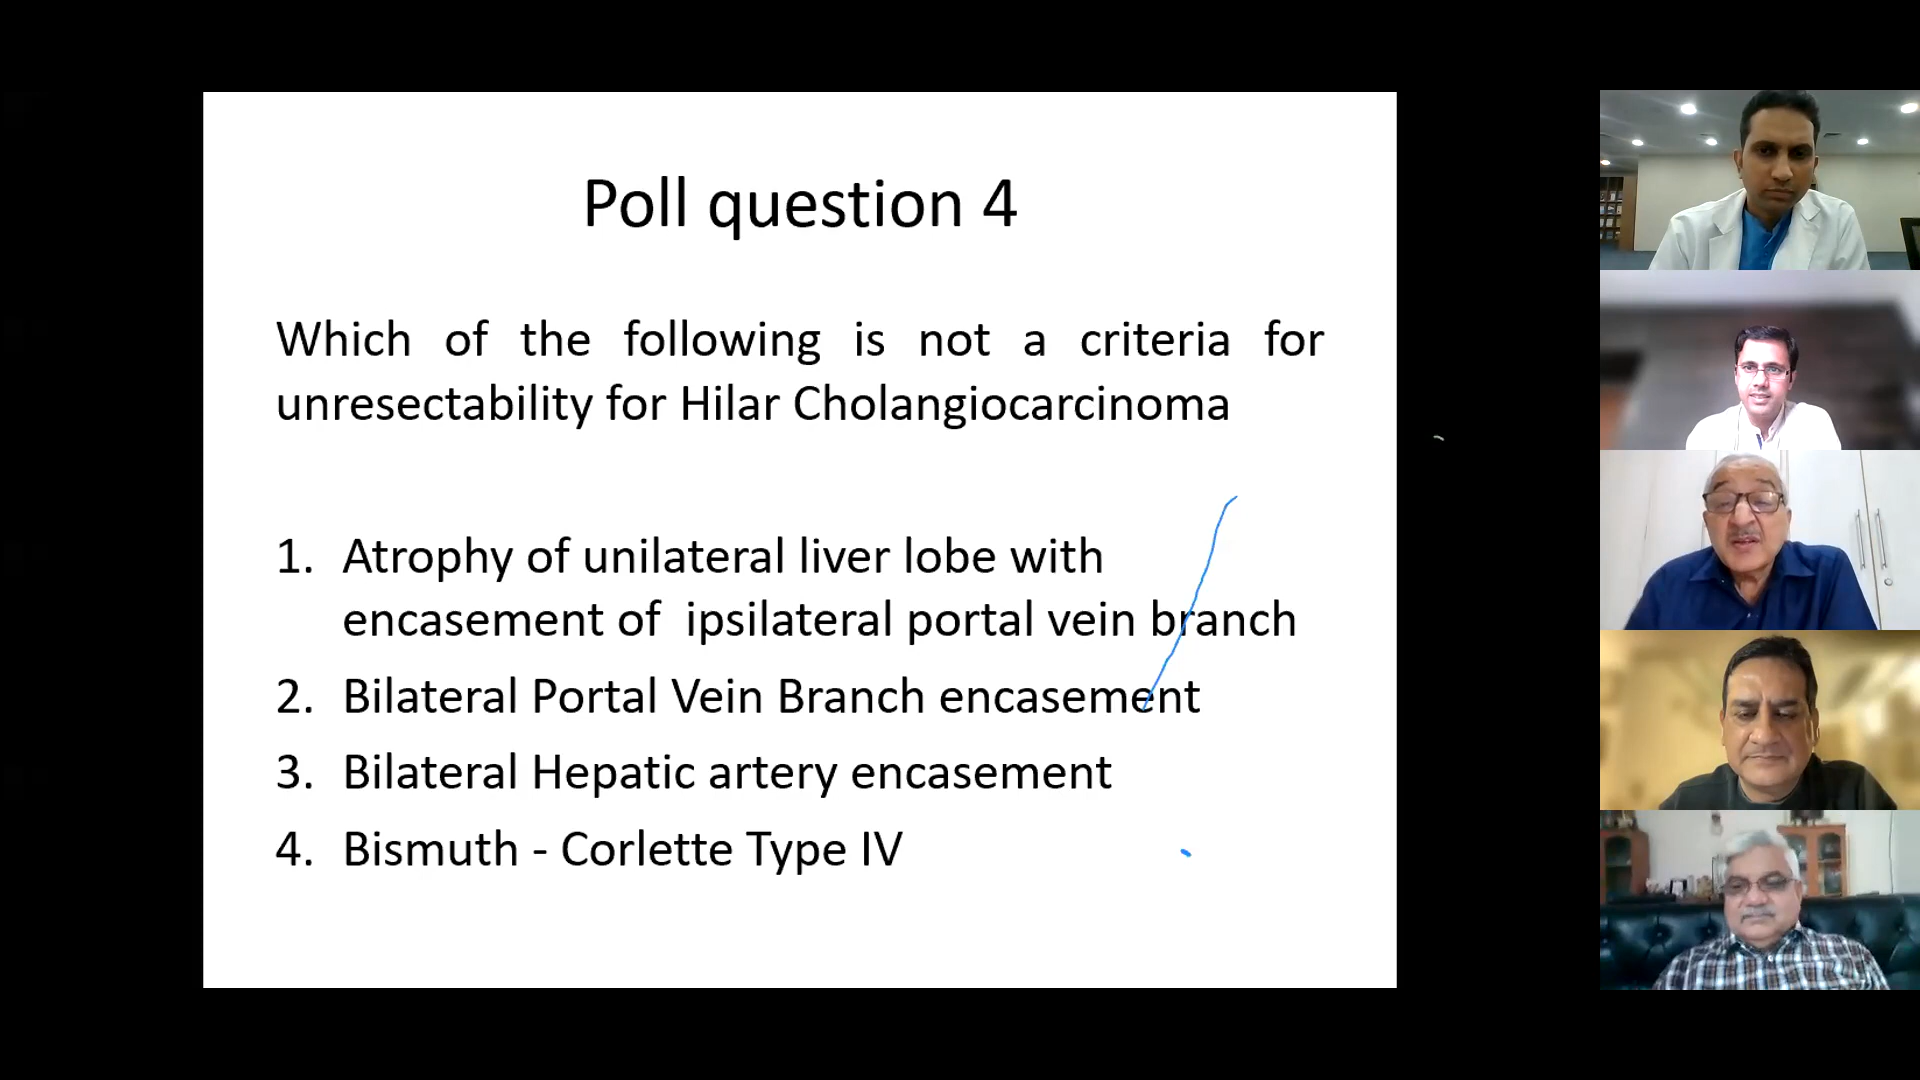 Poll question 4
Which of the following is not a criteria for
unresectability for Hilar Cholangiocarcinoma
1. Atrophy of unilateral liver lobe with
encasement of ipsilateral portal vein branch
2. Bilateral Portal Vein Branch encasement
3. Bilateral Hepatic artery encasement
4. Bismuth - Corlette Type IV